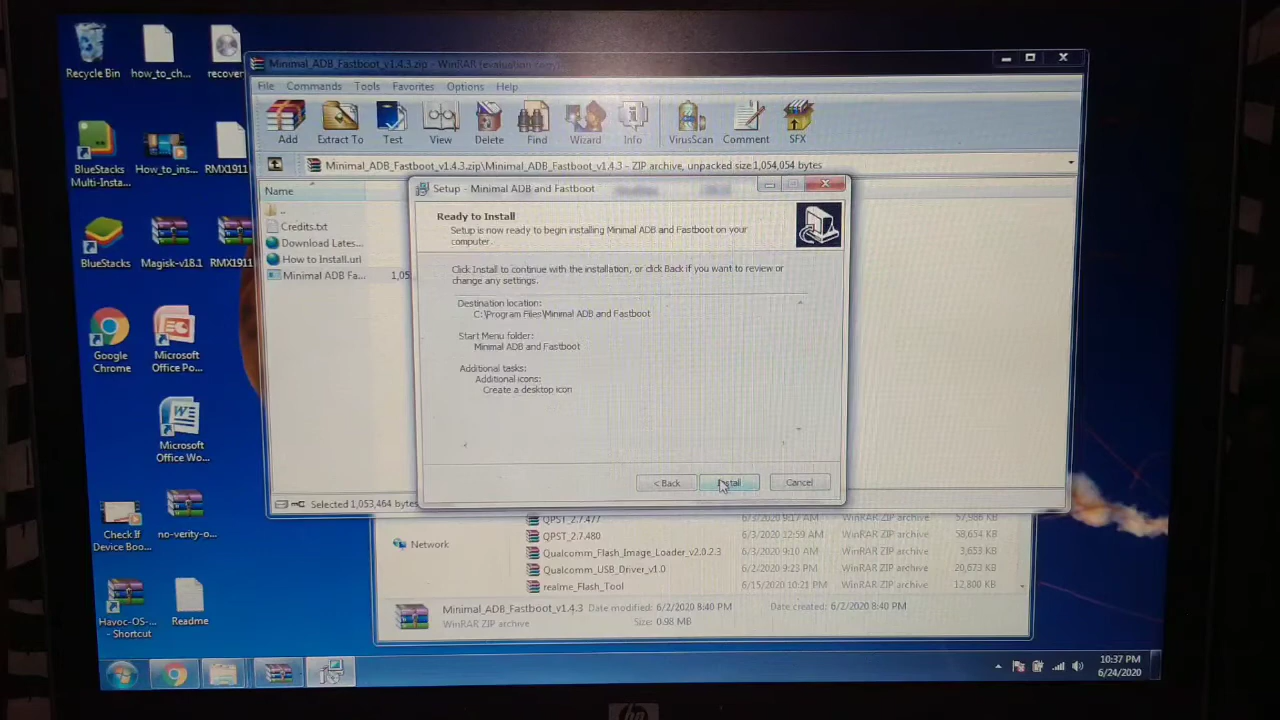 Recycle Bin
how_to_ch...
recover
BlueStacks
Multi-Insta...
How_to_ins...
RMX1911
BlueStacks
Magisk-v18.1
RMX1911
Google
Chrome
Microsoft
Office Po...
Microsoft
Office Wo...
Check If
Device Boo...
no-verity-o...
Havoc-OS-...
- Shortcut
Readme
Minimal_ADB_Fastboot_v1.4.3.zip - WinRAR (evaluation copy)
File Commands Tools Favorites Options Help
Add Extract To Test View Delete Find Wizard Info VirusScan Comment SFX
Minimal_ADB_Fastboot_v1.4.3.zip\Minimal_ADB_Fastboot_v1.4.3 - ZIP archive, unpacked size 1,054,054 bytes
Name
..
Credits.txt
Download Lates...
How to Install.url
Minimal ADB Fa...
Selected 1,053,464 bytes
Setup - Minimal ADB and Fastboot
Ready to Install
Setup is now ready to begin installing Minimal ADB and Fastboot on your
computer.
Click Install to continue with the installation, or click Back if you want to review or
change any settings.
Destination location:
C:\Program Files\Minimal ADB and Fastboot
Start Menu folder:
Minimal ADB and Fastboot
Additional tasks:
Additional icons:
Create a desktop icon
< Back Install Cancel
Network
QPST_2.7.477 6/3/2020 9:17 AM WinRAR ZIP archive 57,986 KB
QPST_2.7.480 6/3/2020 12:59 AM WinRAR ZIP archive 58,654 KB
Qualcomm_Flash_Image_Loader_v2.0.2.3 6/3/2020 9:10 AM WinRAR ZIP archive 3,653 KB
Qualcomm_USB_Driver_v1.0 6/2/2020 9:23 PM WinRAR ZIP archive 20,673 KB
realme_Flash_Tool 6/15/2020 10:21 PM WinRAR ZIP archive 12,800 KB
Minimal_ADB_Fastboot_v1.4.3 Date modified: 6/2/2020 8:40 PM Date created: 6/2/2020 8:40 PM
WinRAR ZIP archive Size: 0.98 MB
10:37 PM
6/24/2020
hp